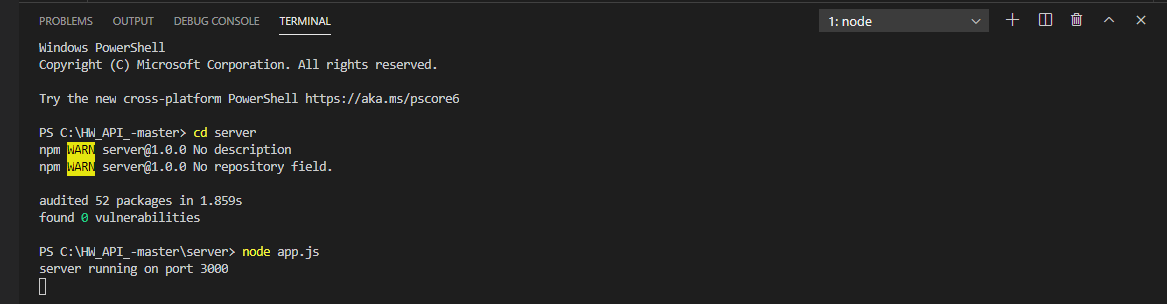 PROBLEMS OUTPUT DEBUG CONSOLE TERMINAL 1: node
Windows PowerShell
Copyright (C) Microsoft Corporation. All rights reserved.
Try the new cross-platform PowerShell https://aka.ms/pscore6
PS C:\HW_API_-master> cd server
npm WARN server@1.0.0 No description
npm WARN server@1.0.0 No repository field.
audited 52 packages in 1.859s
found 0 vulnerabilities
PS C:\HW_API_-master\server> node app.js
server running on port 3000